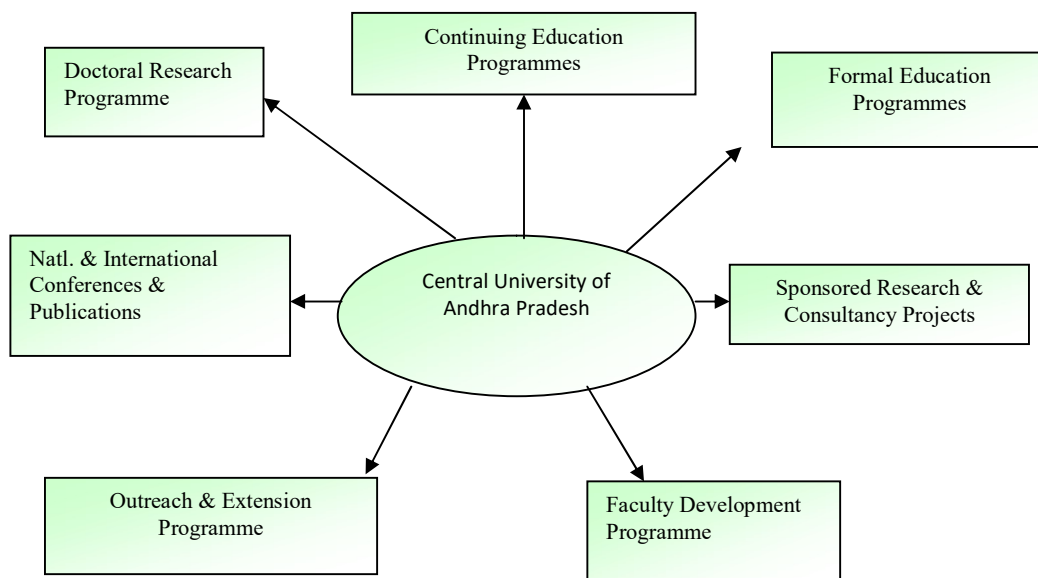 Continuing Education
Programmes
Doctoral Research
Programme
Formal Education
Programmes
Natl. & International
Conferences &
Publications
Central University of
Andhra Pradesh
Sponsored Research &
Consultancy Projects
Outreach & Extension
Programme
Faculty Development
Programme